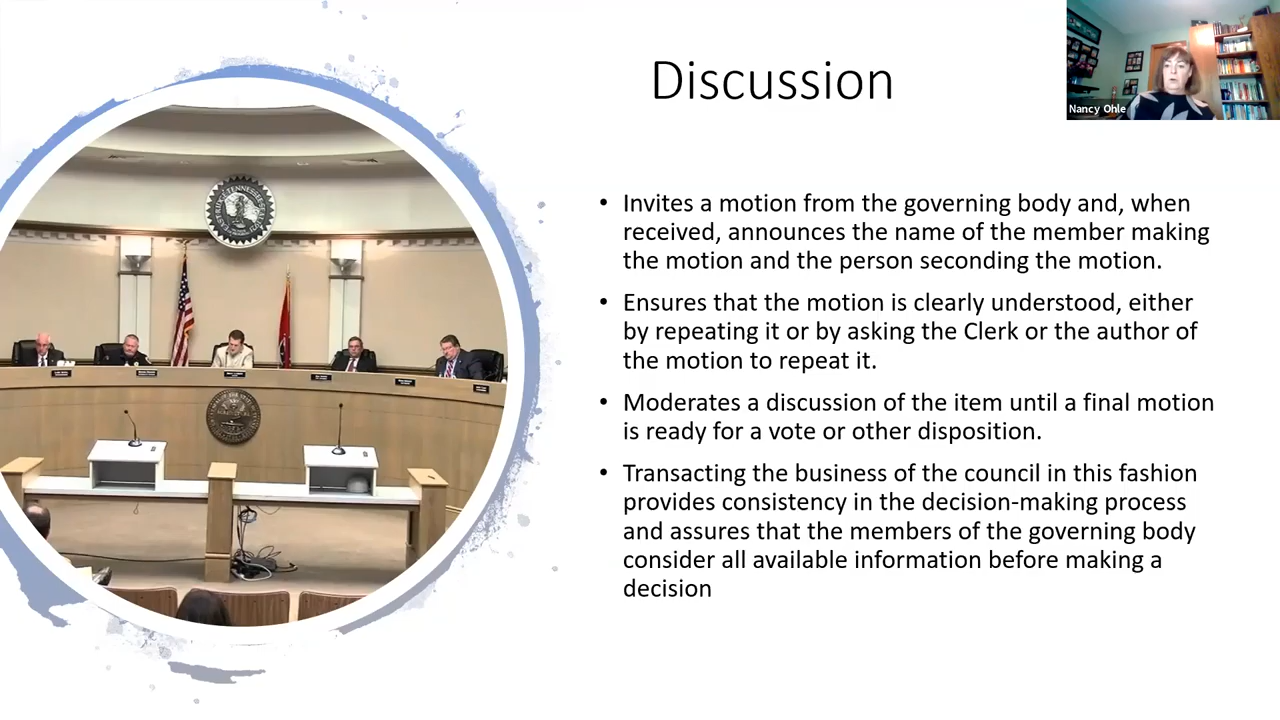 Discussion
Nancy Ohle
• Invites a motion from the governing body and, when
received, announces the name of the member making
the motion and the person seconding the motion.
• Ensures that the motion is clearly understood, either
by repeating it or by asking the Clerk or the author of
the motion to repeat it.
• Moderates a discussion of the item until a final motion
is ready for a vote or other disposition.
• Transacting the business of the council in this fashion
provides consistency in the decision-making process
and assures that the members of the governing body
consider all available information before making a
decision
TENNESSEE